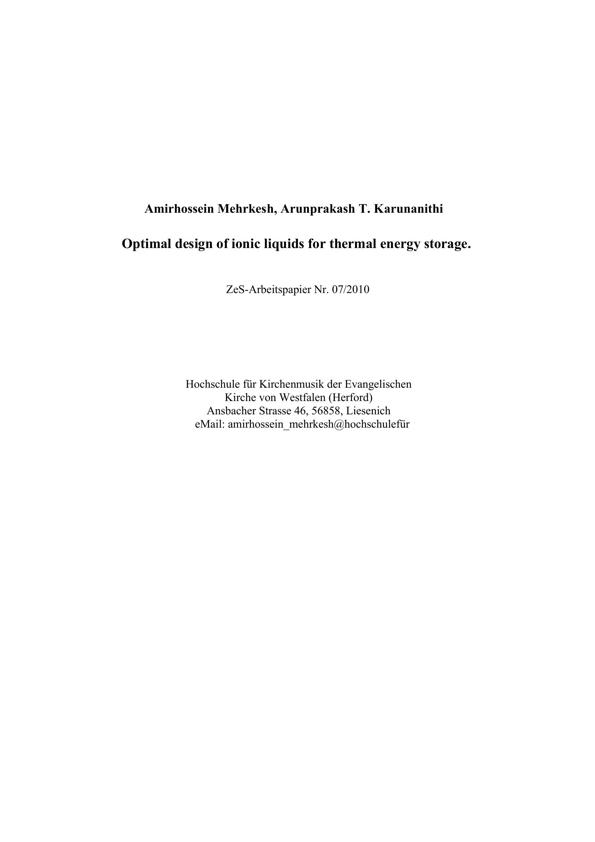 Amirhossein Mehrkesh, Arunprakash T. Karunanithi
Optimal design of ionic liquids for thermal energy storage.
ZeS-Arbeitspapier Nr. 07/2010
Hochschule für Kirchenmusik der Evangelischen
Kirche von Westfalen (Herford)
Ansbacher Strasse 46, 56858, Liesenich
eMail: amirhossein_mehrkesh@hochschulefür